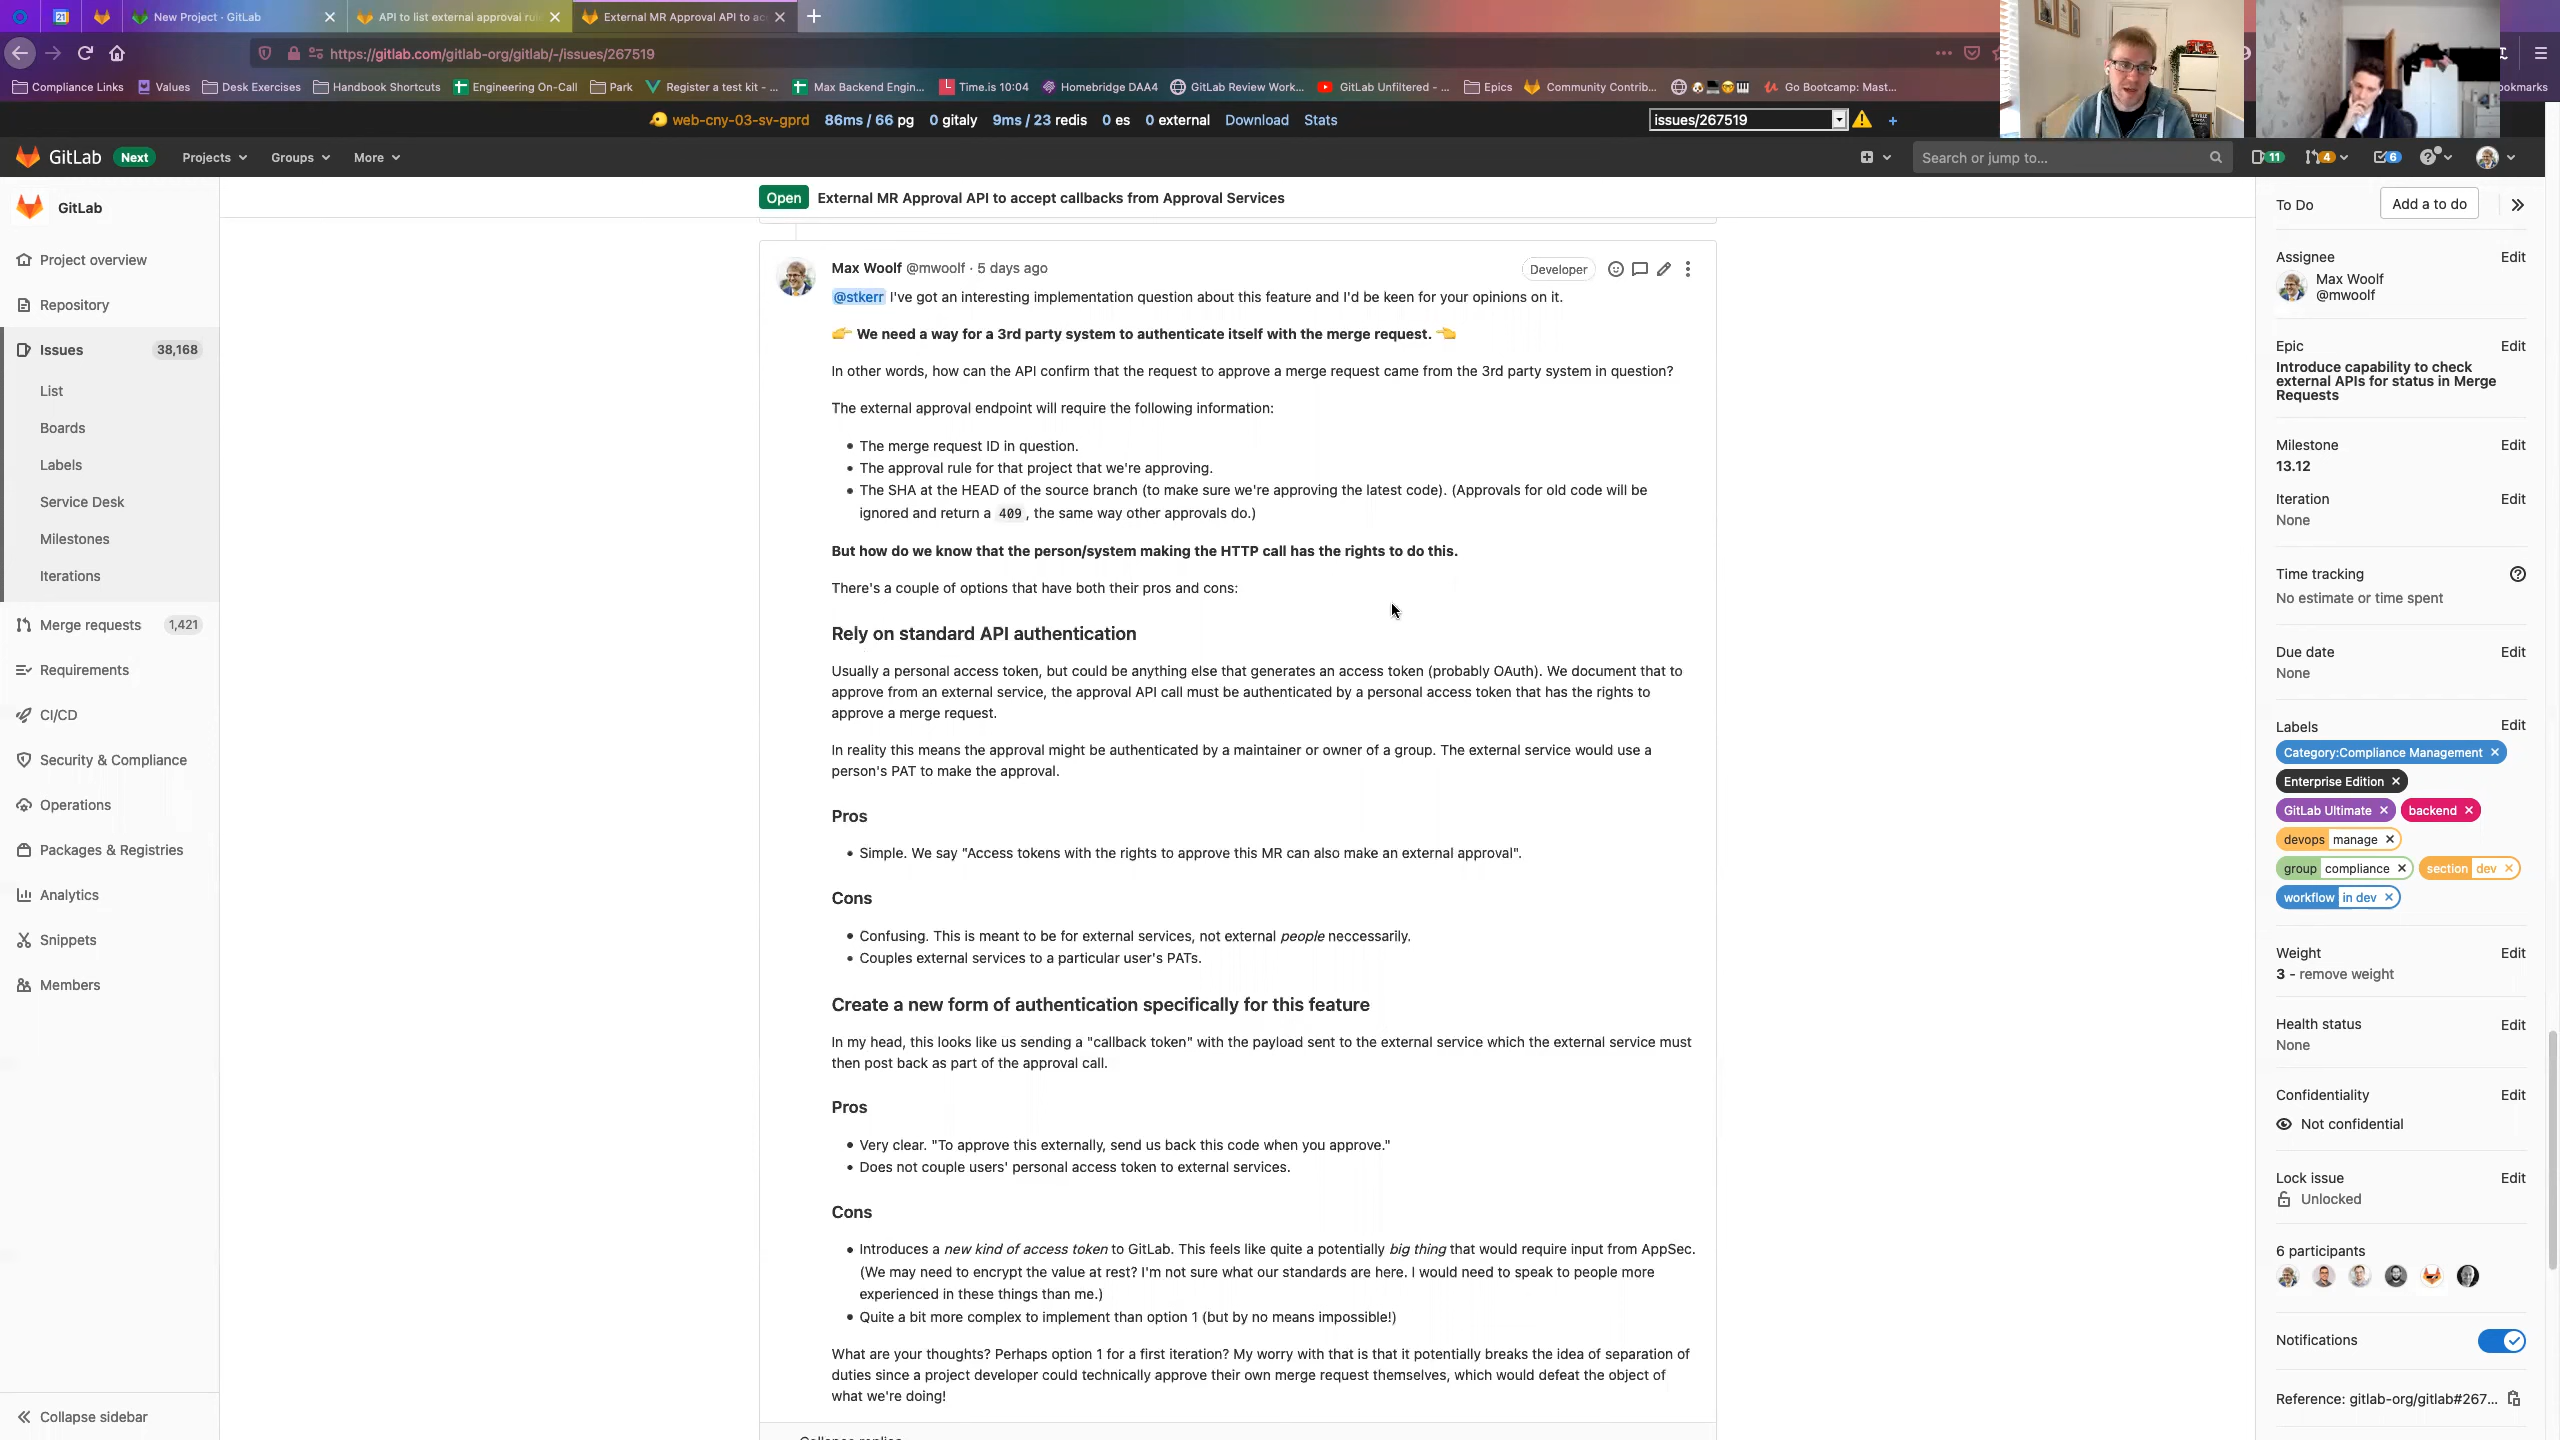 21
New Project · GitLab
API to list external approval rul
External MR Approval API to ac
https://gitlab.com/gitlab-org/gitlab/-/issues/267519
Compliance Links
Values
Desk Exercises
Handbook Shortcuts
Engineering On-Call
Park
Register a test kit - ...
Max Backend Engin...
Time.is 10:04
Homebridge DAA4
GitLab Review Work...
GitLab Unfiltered - ...
Epics
Community Contrib...
Go Bootcamp: Mast...
web-cny-03-sv-gprd
86ms / 66 pg
0 gitaly
9ms / 23 redis
0 es
0 external
Download
Stats
issues/267519
+
GitLab
Next
Projects
Groups
More
Search or jump to...
11
4
6
GitLab
Project overview
Repository
Issues
38,168
List
Boards
Labels
Service Desk
Milestones
Iterations
Merge requests
1,421
Requirements
CI/CD
Security & Compliance
Operations
Packages & Registries
Analytics
Snippets
Members
Collapse sidebar
Open
External MR Approval API to accept callbacks from Approval Services
Max Woolf @mwoolf · 5 days ago
Developer
@stkerr I've got an interesting implementation question about this feature and I'd be keen for your opinions on it.
👉 We need a way for a 3rd party system to authenticate itself with the merge request. 👈
In other words, how can the API confirm that the request to approve a merge request came from the 3rd party system in question?
The external approval endpoint will require the following information:
• The merge request ID in question.
• The approval rule for that project that we're approving.
• The SHA at the HEAD of the source branch (to make sure we're approving the latest code). (Approvals for old code will be
ignored and return a 409, the same way other approvals do.)
But how do we know that the person/system making the HTTP call has the rights to do this.
There's a couple of options that have both their pros and cons:
Rely on standard API authentication
Usually a personal access token, but could be anything else that generates an access token (probably OAuth). We document that to
approve from an external service, the approval API call must be authenticated by a personal access token that has the rights to
approve a merge request.
In reality this means the approval might be authenticated by a maintainer or owner of a group. The external service would use a
person's PAT to make the approval.
Pros
• Simple. We say "Access tokens with the rights to approve this MR can also make an external approval".
Cons
• Confusing. This is meant to be for external services, not external people neccessarily.
• Couples external services to a particular user's PATs.
Create a new form of authentication specifically for this feature
In my head, this looks like us sending a "callback token" with the payload sent to the external service which the external service must
then post back as part of the approval call.
Pros
• Very clear. "To approve this externally, send us back this code when you approve."
• Does not couple users' personal access token to external services.
Cons
• Introduces a new kind of access token to GitLab. This feels like quite a potentially big thing that would require input from AppSec.
(We may need to encrypt the value at rest? I'm not sure what our standards are here. I would need to speak to people more
experienced in these things than me.)
• Quite a bit more complex to implement than option 1 (but by no means impossible!)
What are your thoughts? Perhaps option 1 for a first iteration? My worry with that is that it potentially breaks the idea of separation of
duties since a project developer could technically approve their own merge request themselves, which would defeat the object of
what we're doing!
To Do
Add a to do
Assignee
Edit
Max Woolf
@mwoolf
Epic
Edit
Introduce capability to check
external APIs for status in Merge
Requests
Milestone
Edit
13.12
Iteration
Edit
None
Time tracking
No estimate or time spent
Due date
Edit
None
Labels
Edit
Category:Compliance Management
Enterprise Edition
GitLab Ultimate
backend
devops manage
group compliance
section dev
workflow in dev
Weight
Edit
3 - remove weight
Health status
Edit
None
Confidentiality
Edit
Not confidential
Lock issue
Edit
Unlocked
6 participants
Notifications
Reference: gitlab-org/gitlab#267...